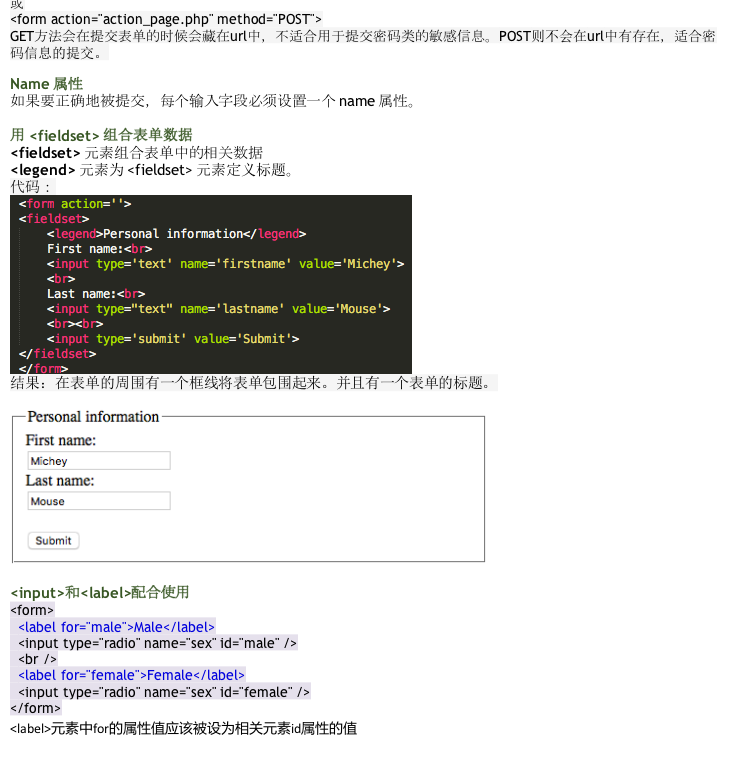 或
<form action="action_page.php" method="POST">
GET方法会在提交表单的时候会藏在url中，不适合用于提交密码类的敏感信息。POST则不会在url中有存在，适合密
码信息的提交。
Name 属性
如果要正确地被提交，每个输入字段必须设置一个 name 属性。
用 <fieldset> 组合表单数据
<fieldset> 元素组合表单中的相关数据
<legend> 元素为 <fieldset> 元素定义标题。
代码：
<form action=''>
<fieldset>
<legend>Personal information</legend>
First name:<br>
<input type='text' name='firstname' value='Michey'>
<br>
Last name:<br>
<input type="text" name='lastname' value='Mouse'>
<br><br>
<input type='submit' value='Submit'>
</fieldset>
</form>
结果：在表单的周围有一个框线将表单包围起来。并且有一个表单的标题。
Personal information
First name:
Michey
Last name:
Mouse
Submit
<input>和<label>配合使用
<form>
<label for="male">Male</label>
<input type="radio" name="sex" id="male" />
<br />
<label for="female">Female</label>
<input type="radio" name="sex" id="female" />
</form>
<label>元素中for的属性值应该被设为相关元素id属性的值